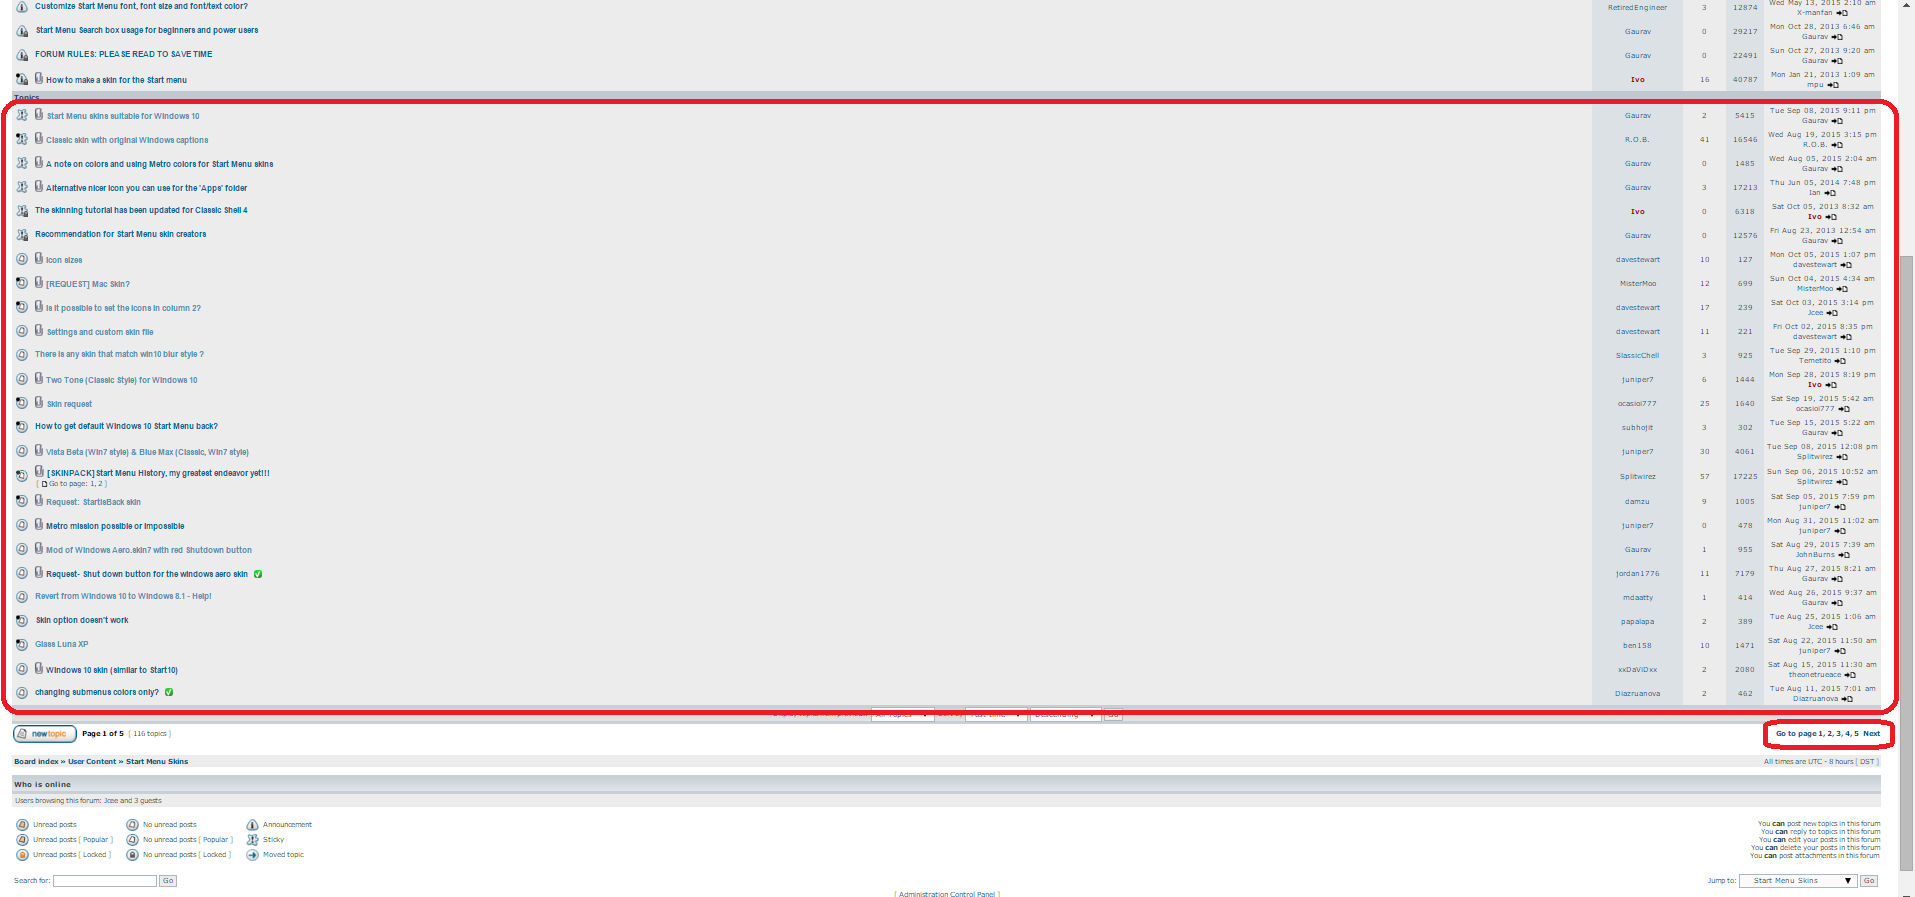 Customize Start Menu font, font size and font/text color? RetiredEngineer 3 12874 Wed May 13, 2015 2:10 am
X-manfan
Start Menu Search box usage for beginners and power users Gaurav 0 29217 Mon Oct 28, 2013 6:46 am
Gaurav
FORUM RULES: PLEASE READ TO SAVE TIME Gaurav 0 22491 Sun Oct 27, 2013 9:20 am
Gaurav
How to make a skin for the Start menu Ivo 16 40787 Mon Jan 21, 2013 1:09 am
mpu
Topics
Start Menu skins suitable for Windows 10 Gaurav 2 5415 Tue Sep 08, 2015 9:11 pm
Gaurav
Classic skin with original Windows captions R.O.B. 41 16546 Wed Aug 19, 2015 3:15 pm
R.O.B.
A note on colors and using Metro colors for Start Menu skins Gaurav 0 1485 Wed Aug 05, 2015 2:04 am
Gaurav
Alternative nicer icon you can use for the 'Apps' folder Gaurav 3 17213 Thu Jun 05, 2014 7:48 pm
Ian
The skinning tutorial has been updated for Classic Shell 4 Ivo 0 6318 Sat Oct 05, 2013 8:32 am
Ivo
Recommendation for Start Menu skin creators Gaurav 0 12576 Fri Aug 23, 2013 12:54 am
Gaurav
Icon sizes davestewart 10 127 Mon Oct 05, 2015 1:07 pm
davestewart
[REQUEST] Mac Skin? MisterMoo 12 699 Sun Oct 04, 2015 4:34 am
MisterMoo
Is it possible to set the icons in column 2? davestewart 17 239 Sat Oct 03, 2015 3:14 pm
Jcee
Settings and custom skin file davestewart 11 221 Fri Oct 02, 2015 8:35 pm
davestewart
There is any skin that match win10 blur style ? SlassicChell 3 925 Tue Sep 29, 2015 1:10 pm
Temetito
Two Tone (Classic Style) for Windows 10 juniper7 6 1444 Mon Sep 28, 2015 8:19 pm
Ivo
Skin request ocasioi777 25 1640 Sat Sep 19, 2015 5:42 am
ocasioi777
How to get default Windows 10 Start Menu back? subhojit 3 302 Tue Sep 15, 2015 5:22 am
Gaurav
Vista Beta (Win7 style) & Blue Max (Classic, Win7 style) juniper7 30 4061 Tue Sep 08, 2015 12:08 pm
Splitwirez
[SKINPACK] Start Menu History, my greatest endeavor yet!!! Splitwirez 57 17225 Sun Sep 06, 2015 10:52 am
[ Go to page: 1, 2 ] Splitwirez
Request: StartIsBack skin damzu 9 1005 Sat Sep 05, 2015 7:59 pm
juniper7
Metro mission possible or impossible juniper7 0 478 Mon Aug 31, 2015 11:02 am
juniper7
Mod of Windows Aero.skin7 with red Shutdown button Gaurav 1 955 Sat Aug 29, 2015 7:39 am
JohnBurns
Request- Shut down button for the windows aero skin jordan1776 11 7179 Thu Aug 27, 2015 8:21 am
Gaurav
Revert from Windows 10 to Windows 8.1 - Help! mdaatty 1 414 Wed Aug 26, 2015 9:37 am
Gaurav
Skin option doesn't work papalapa 2 389 Tue Aug 25, 2015 1:06 am
Jcee
Glass Luna XP ben158 10 1471 Sat Aug 22, 2015 11:50 am
juniper7
Windows 10 skin (similar to Start10) xxDaViDxx 2 2080 Sat Aug 15, 2015 11:30 am
theonetrueace
changing submenus colors only? Diazruanova 2 462 Tue Aug 11, 2015 7:01 am
Diazruanova
newtopic Page 1 of 5 [ 116 topics ] Go to page 1, 2, 3, 4, 5 Next
Board index » User Content » Start Menu Skins All times are UTC - 8 hours [ DST ]
Who is online
Users browsing this forum: Jcee and 3 guests
Unread posts No unread posts Announcement
Unread posts [ Popular ] No unread posts [ Popular ] Sticky
Unread posts [ Locked ] No unread posts [ Locked ] Moved topic
You can post new topics in this forum
You can reply to topics in this forum
You can edit your posts in this forum
You can delete your posts in this forum
You can post attachments in this forum
Search for: Go Jump to: Start Menu Skins Go
[ Administration Control Panel ]